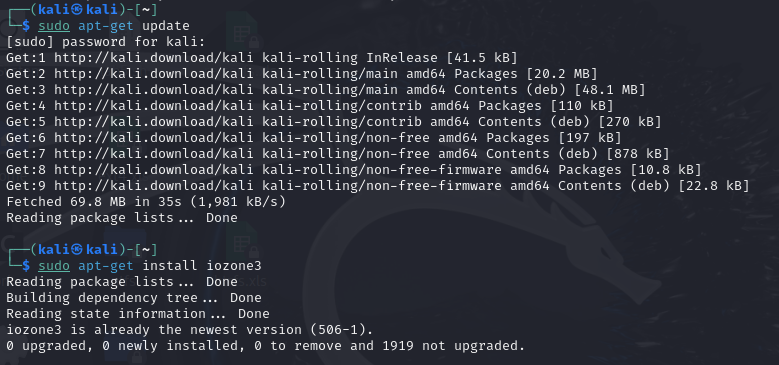 ┌──(kali㉿kali)-[~]
└─$ sudo apt-get update
[sudo] password for kali:
Get:1 http://kali.download/kali kali-rolling InRelease [41.5 kB]
Get:2 http://kali.download/kali kali-rolling/main amd64 Packages [20.2 MB]
Get:3 http://kali.download/kali kali-rolling/main amd64 Contents (deb) [48.1 MB]
Get:4 http://kali.download/kali kali-rolling/contrib amd64 Packages [110 kB]
Get:5 http://kali.download/kali kali-rolling/contrib amd64 Contents (deb) [270 kB]
Get:6 http://kali.download/kali kali-rolling/non-free amd64 Packages [197 kB]
Get:7 http://kali.download/kali kali-rolling/non-free amd64 Contents (deb) [878 kB]
Get:8 http://kali.download/kali kali-rolling/non-free-firmware amd64 Packages [10.8 kB]
Get:9 http://kali.download/kali kali-rolling/non-free-firmware amd64 Contents (deb) [22.8 kB]
Fetched 69.8 MB in 35s (1,981 kB/s)
Reading package lists... Done
┌──(kali㉿kali)-[~]
└─$ sudo apt-get install iozone3
Reading package lists... Done
Building dependency tree... Done
Reading state information... Done
iozone3 is already the newest version (506-1).
0 upgraded, 0 newly installed, 0 to remove and 1919 not upgraded.